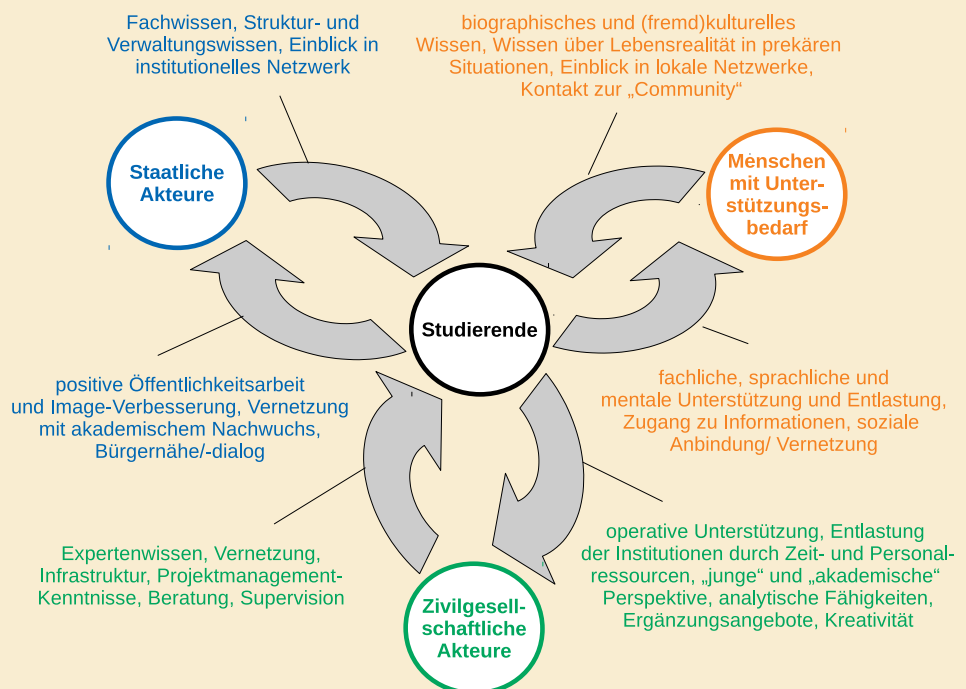 Fachwissen, Struktur- und
Verwaltungswissen, Einblick in
institutionelles Netzwerk
biographisches und (fremd)kulturelles
Wissen, Wissen über Lebensrealität in prekären
Situationen, Einblick in lokale Netzwerke,
Kontakt zur „Community“
Staatliche
Akteure
Menschen
mit Unter-
stützungs-
bedarf
Studierende
positive Öffentlichkeitsarbeit
und Image-Verbesserung, Vernetzung
mit akademischem Nachwuchs,
Bürgernähe/-dialog
fachliche, sprachliche und
mentale Unterstützung und Entlastung,
Zugang zu Informationen, soziale
Anbindung/ Vernetzung
Expertenwissen, Vernetzung,
Infrastruktur, Projektmanagement-
Kenntnisse, Beratung, Supervision
operative Unterstützung, Entlastung
der Institutionen durch Zeit- und Personal-
ressourcen, „junge“ und „akademische“
Perspektive, analytische Fähigkeiten,
Ergänzungsangebote, Kreativität
Zivilgesell-
schaftliche
Akteure